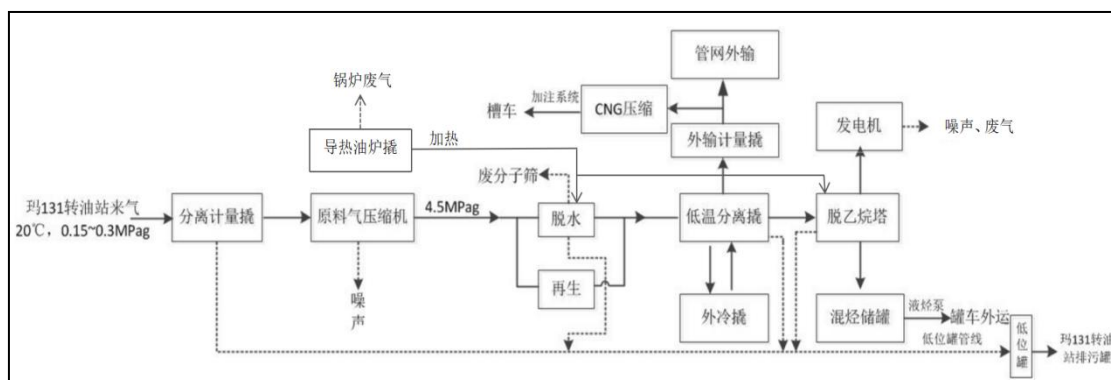 管网外输
锅炉废气
加注系统
槽车
CNG压缩
发电机
噪声、废气
导热油炉撬
加热
外输计量撬
废分子筛
玛131转油站来气
20℃，0.15~0.3MPag
分离计量撬
原料气压缩机
4.5MPag
脱水
低温分离撬
脱乙烷塔
再生
噪
声
外冷撬
混烃储罐
液烃泵
罐车外运
低位罐管线
低
位
罐
玛131转油
站排污罐